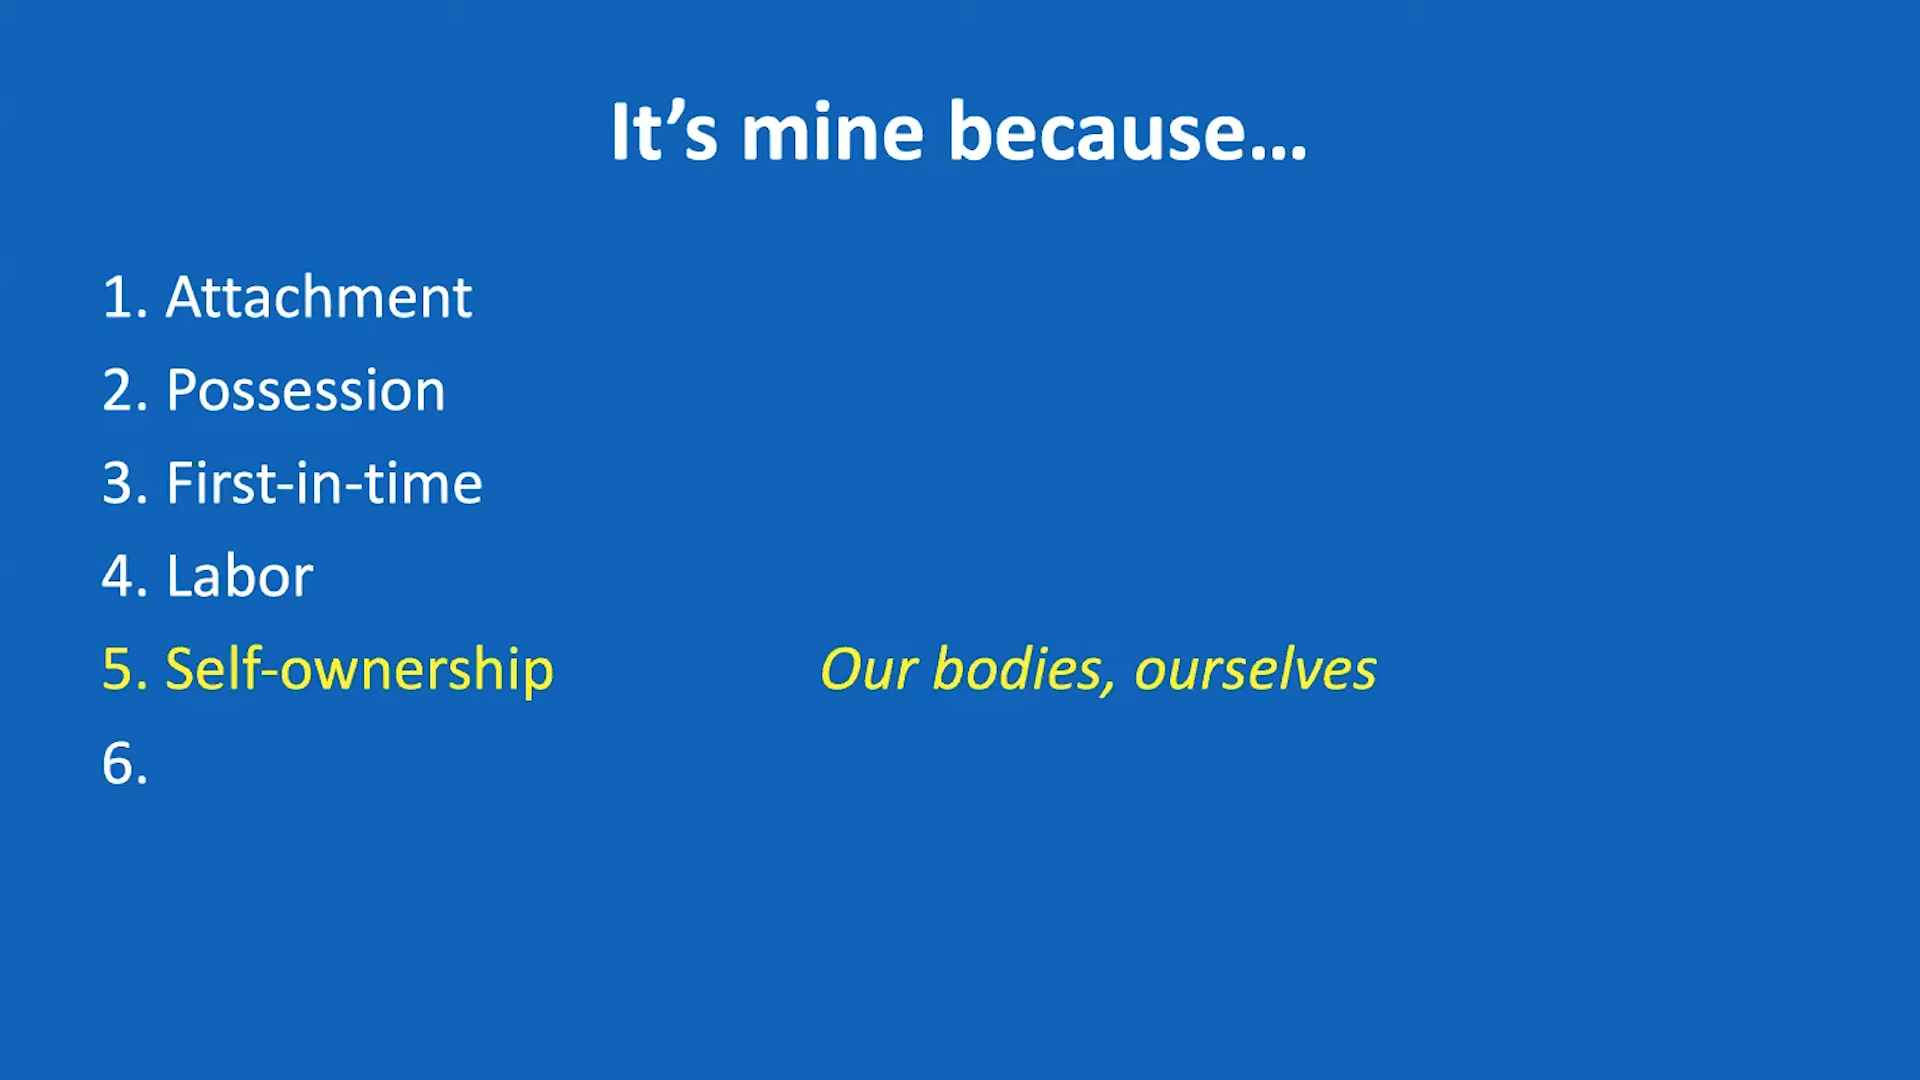 It’s mine because…
1. Attachment
2. Possession
3. First-in-time
4. Labor
5. Self-ownership Our bodies, ourselves
6.